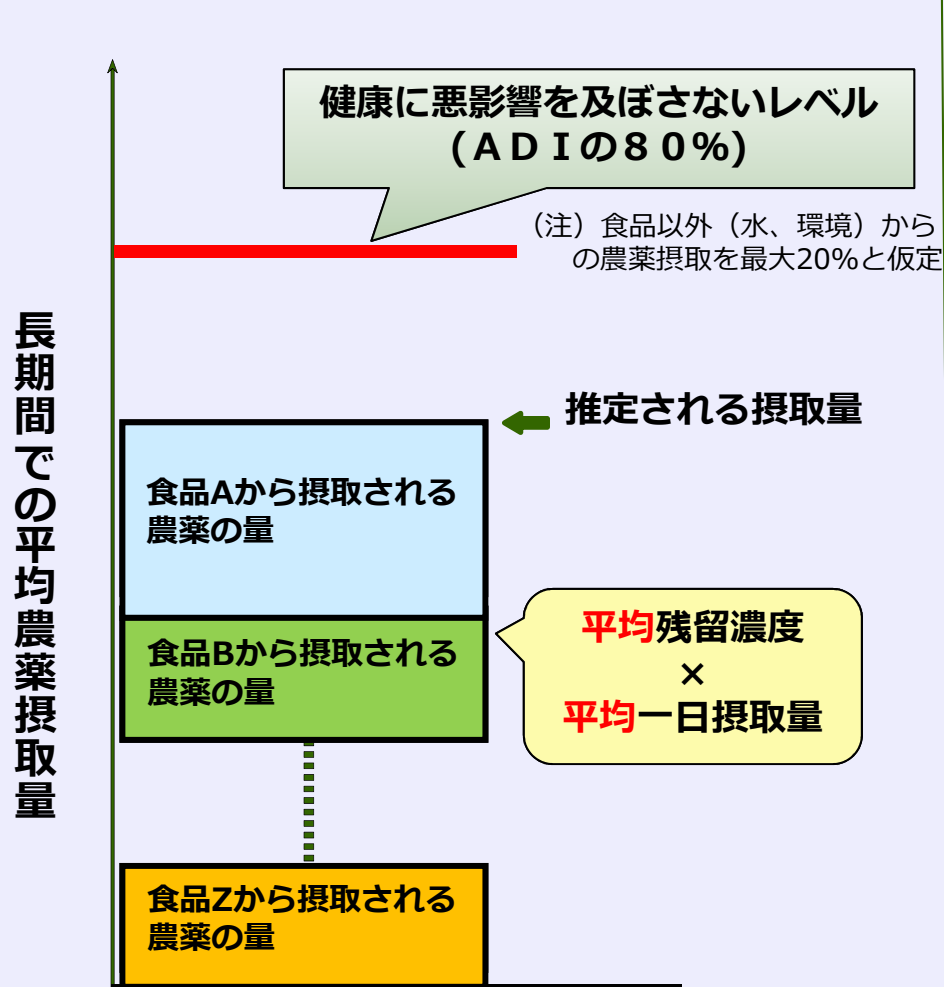 健康に悪影響を及ぼさないレベル
(ＡＤＩの８０%)
（注）食品以外（水、環境）から
の農薬摂取を最大20%と仮定
長期間での平均農薬摂取量
推定される摂取量
食品Aから摂取される
農薬の量
食品Bから摂取される
農薬の量
平均残留濃度
×
平均一日摂取量
食品Zから摂取される
農薬の量